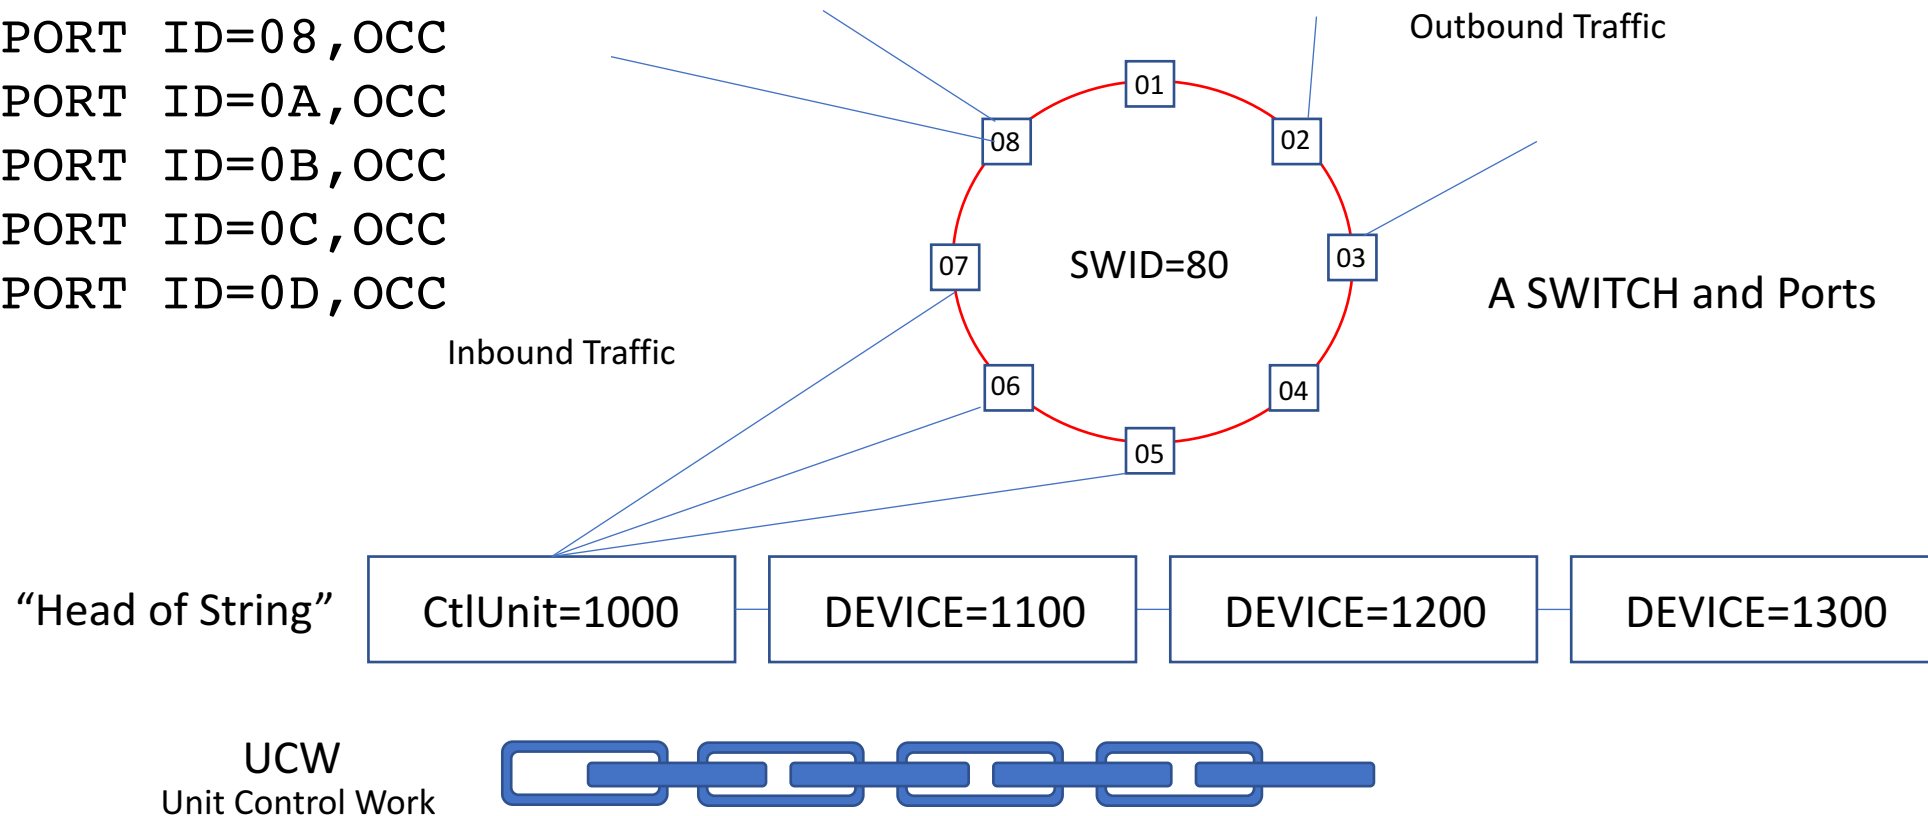 PORT ID=08,OCC
PORT ID=0A,OCC
PORT ID=0B,OCC
PORT ID=0C,OCC
PORT ID=0D,OCC
Outbound Traffic
01
08
02
07
SWID=80
03
A SWITCH and Ports
Inbound Traffic
06
04
05
“Head of String”
CtlUnit=1000
DEVICE=1100
DEVICE=1200
DEVICE=1300
UCW
Unit Control Work